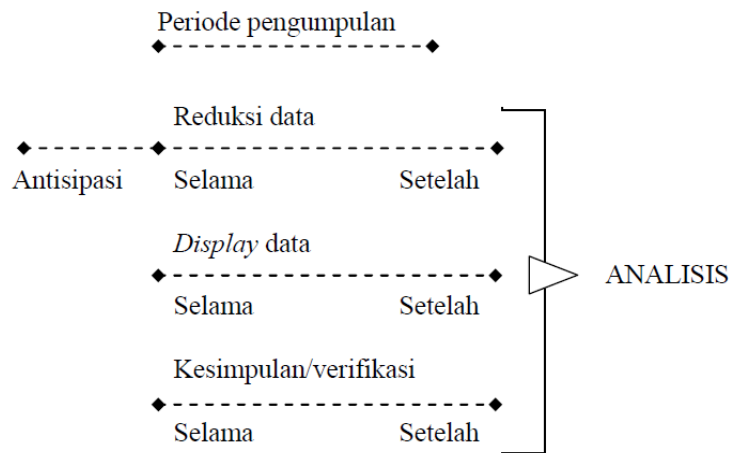 Periode pengumpulan
Reduksi data
Antisipasi Selama Setelah
Display data
ANALISIS
Selama Setelah
Kesimpulan/verifikasi
Selama Setelah